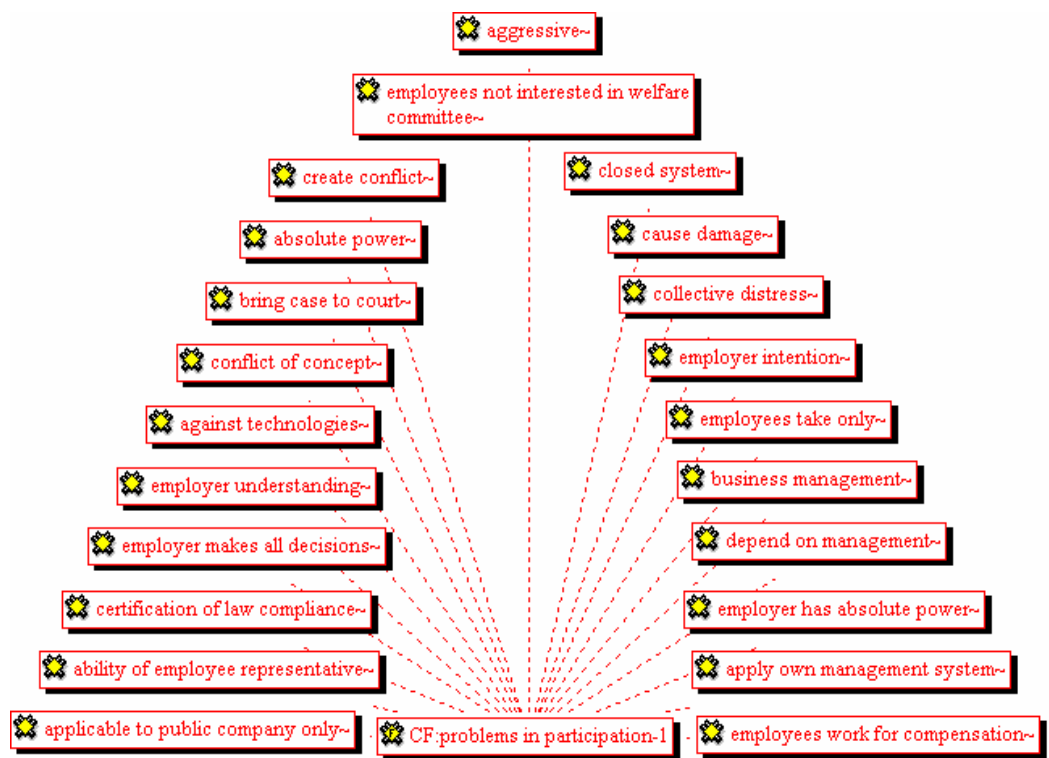 aggressive~
employees not interested in welfare
committee~
create conflict~
closed system~
absolute power~
cause damage~
bring case to court~
collective distress~
conflict of concept~
employer intention~
against technologies~
employees take only~
employer understanding~
business management~
employer makes all decisions~
depend on management~
certification of law compliance~
employer has absolute power~
ability of employee representative~
apply own management system~
applicable to public company only~
CF:problems in participation-1
employees work for compensation~